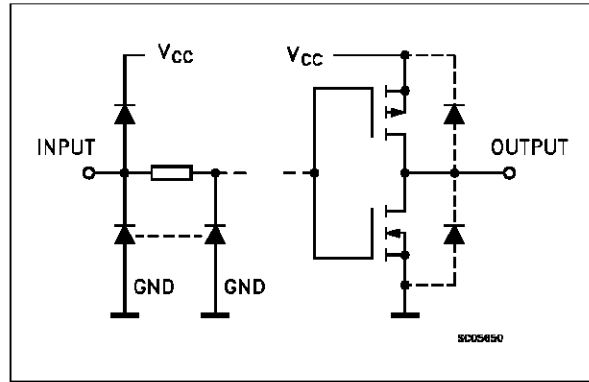 VCC
VCC
INPUT
OUTPUT
GND
GND
SC05650